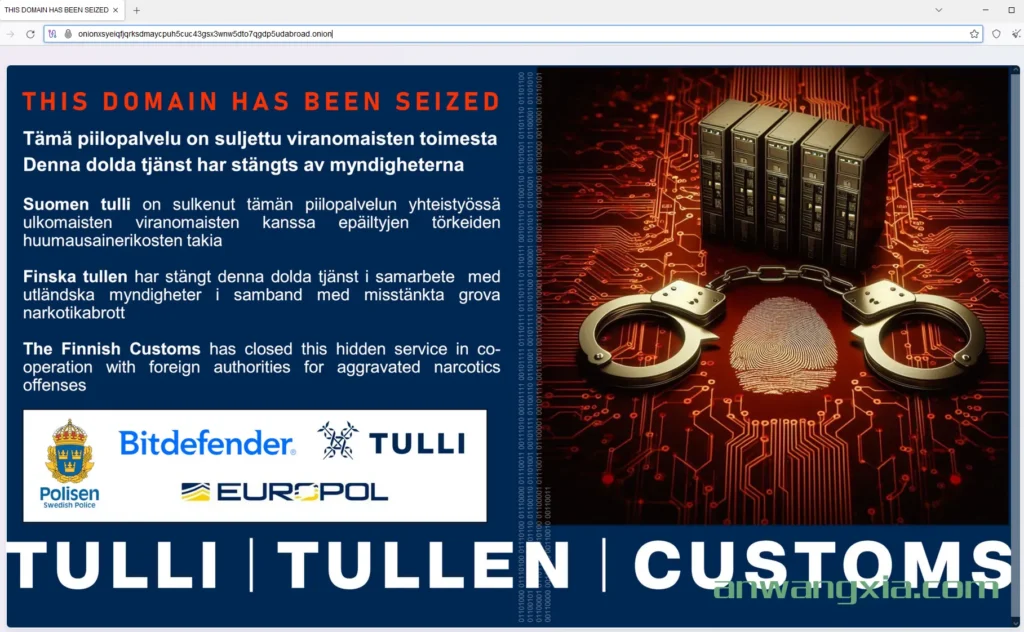 THIS DOMAIN HAS BEEN SEIZED
THIS DOMAIN HAS BEEN SEIZED
Tämä piilopalvelu on suljettu viranomaisten toimesta
Denna dolda tjänst har stängts av myndigheterna
Suomen tulli on sulkenut tämän piilopalvelun yhteistyössä
ulkomaisten viranomaisten kanssa epäiltyjen törkeiden
huumausainerikosten takia
Finska tullen har stängt denna dolda tjänst i samarbete med
utländska myndigheter i samband med misstänkta grova
narkotikabrott
The Finnish Customs has closed this hidden service in co-
operation with foreign authorities for aggravated narcotics
offenses
Polisen
Swedish Police
Bitdefender®
TULLI
EUROPOL
TULLI | TULLEN | CUSTOMS
anwangxia.com